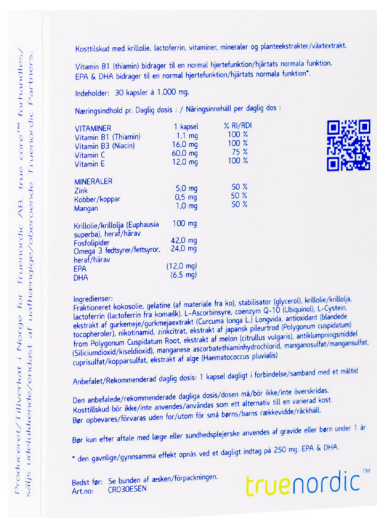 Kosttilskud med krillolie, lactoferrin, vitaminer, mineraler og planteekstrakter/växtextrakt.
Vitamin B1 (thiamin) bidrager til en normal hjertefunktion/hjärtats normala funktion.
EPA & DHA bidrager til en normal hjertefunktion/hjärtats normala funktion*.
Indeholder: 30 kapsler á 1.000 mg.
Næringsindhold pr. Daglig dosis : / Näringsinnehåll per daglig dos :
VITAMINER 1 kapsel % RI/RDI
Vitamin B1 (Thiamin) 1,1 mg 100 %
Vitamin B3 (Niacin) 16,0 mg 100 %
Vitamin C 60,0 mg 75 %
Vitamin E 12,0 mg 100 %
MINERALER
Zink 5,0 mg 50 %
Kobber/koppar 0,5 mg 50 %
Mangan 1,0 mg 50 %
Krillolie/krillolja (Euphausia 100 mg
superba), heraf/härav
Fosfolipider 42,0 mg
Omega 3 fedtsyrer/fettsyror, 24,0 mg
heraf/härav
EPA (12,0 mg)
DHA (6,5 mg)
Ingredienser:
Fraktioneret kokosolie, gelatine (af materiale fra ko), stabilisator (glycerol), krillolie/krillolja,
lactoferrin (lactoferrin fra komælk), L-Ascorbinsyre, coenzym Q-10 (Ubiquinol), L-Cystein,
ekstrakt af gurkemeje/gurkmejaextrakt (Curcuma longa L.) Longvida, antioxidant (blandede
tocopheroler), nikotinamid, zinkcitrat, ekstrakt af japansk pileurtrod (Polygonum cuspidatum)
from Polygonum Cuspidatum Root, ekstrakt af melon (citrullus vulgaris), antiklumpningsmiddel
(Siliciumdioxid/kiseldioxid), manganese ascorbatethiaminhydrochlorid, manganosulfat/mangansulfat,
cuprisulfat/kopparsulfat, ekstrakt af alge (Haematococcus pluvialis)
Anbefalet/Rekommenderad daglig dosis: 1 kapsel dagligt i forbindelse/samband med et måltid
Den anbefalede/rekommenderade dagliga dosis/dosen må/bör ikke/inte överskridas.
Kosttillskud bör ikke/inte anvendes/användas som ett alternativ till en varierad kost.
Bør opbevares/förvaras uden for/utom för små børns/barns rækkevidde/räckhåll.
Bør kun efter aftale med læge eller sundhedsplejerske anvendes af gravide eller børn under 1 år
* den gavnlige/gynnsamma effekt opnås ved et dagligt indtag på 250 mg. EPA & DHA.
Bedst før: Se bunden af æsken/förpackningen.
Art.no: CRO30ESEN
truenordic™
Produceret/Tillverkat i Norge for Truenordic AB. true core™ forhandles/
säljs udelukkende/endast af uafhængige/oberoende Truenordic Partners.